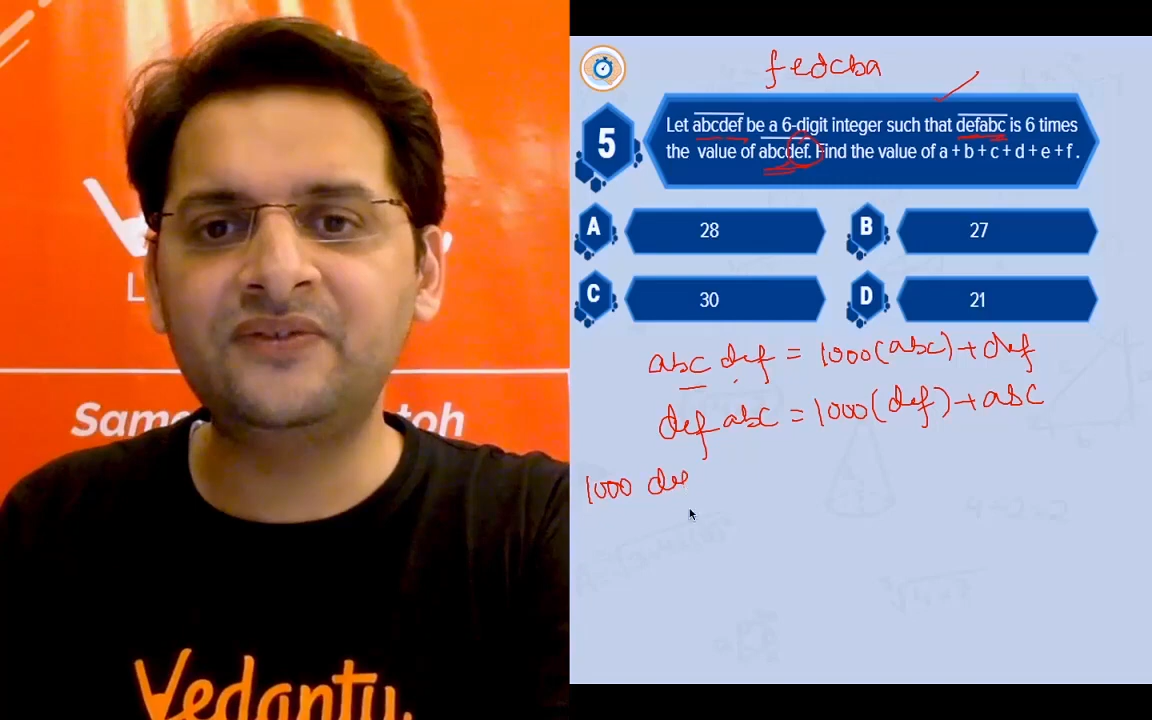 fedcba
5
Let abcdef be a 6-digit integer such that defabc is 6 times
the value of abcdef. Find the value of a + b + c + d + e + f .
A 28
B 27
C 30
D 21
abc def = 1000(abc)+def
def abc = 1000(def)+abc
1000 de
L
Sam
toh
Vedantu